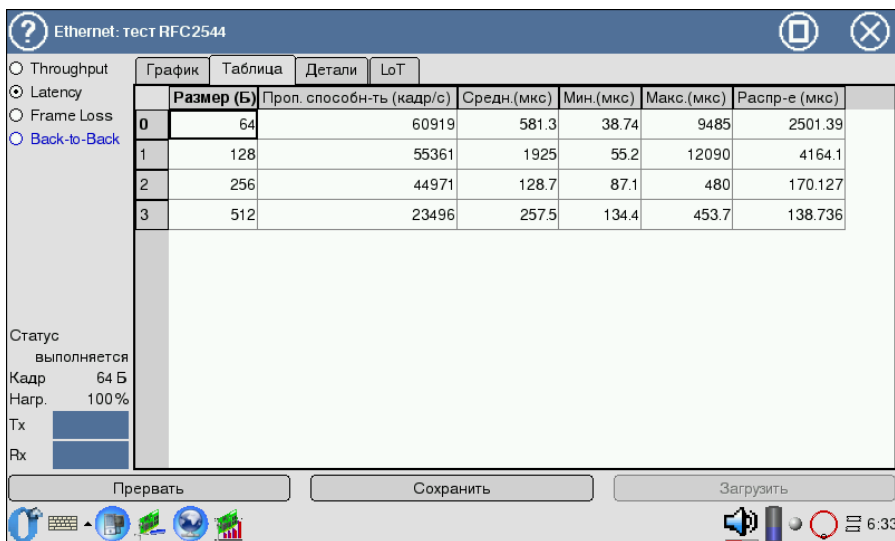 Ethernet: тест RFC2544
Throughput
Latency
Frame Loss
Back-to-Back
График Таблица Детали LoT
Размер (Б) Проп. способн-ть (кадр/с) Средн.(мкс) Мин.(мкс) Макс.(мкс) Распр-е (мкс)
0 64 60919 581.3 38.74 9485 2501.39
1 128 55361 1925 55.2 12090 4164.1
2 256 44971 128.7 87.1 480 170.127
3 512 23496 257.5 134.4 453.7 138.736
Статус
выполняется
Кадр 64 Б
Нагр. 100%
Tx
Rx
Прервать Сохранить Загрузить
6:33